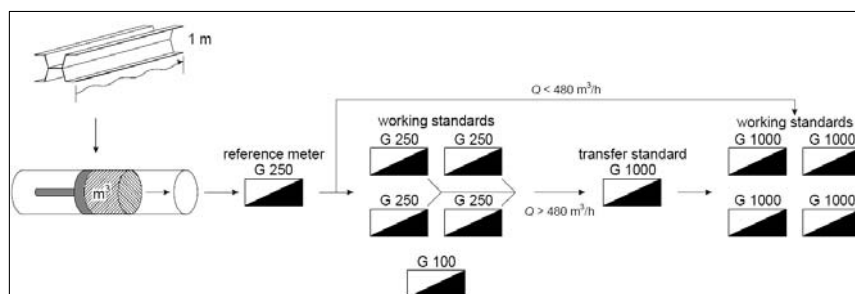 1 m
Q < 480 m³/h
working standards
working standards
G 250 G 250
G 1000 G 1000
reference meter
G 250
transfer standard
G 1000
m³
G 250 G 250
Q > 480 m³/h
G 1000 G 1000
G 100